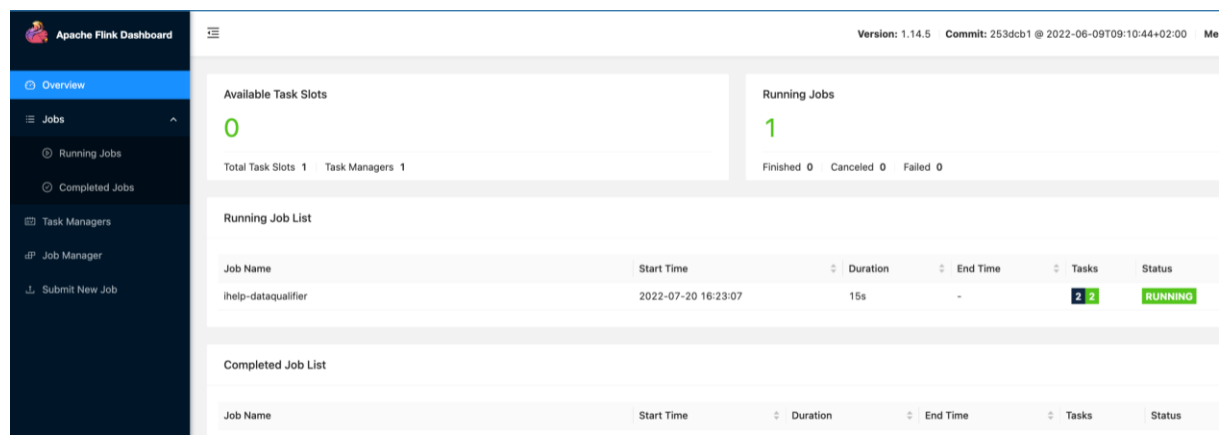 Apache Flink Dashboard
Version: 1.14.5 Commit: 253dcb1 @ 2022-06-09T09:10:44+02:00 Me
Overview
Jobs
Running Jobs
Completed Jobs
Task Managers
Job Manager
Submit New Job
Available Task Slots
0
Total Task Slots 1 Task Managers 1
Running Jobs
1
Finished 0 Canceled 0 Failed 0
Running Job List
Job Name Start Time Duration End Time Tasks Status
ihelp-dataqualifier 2022-07-20 16:23:07 15s - 2 2 RUNNING
Completed Job List
Job Name Start Time Duration End Time Tasks Status